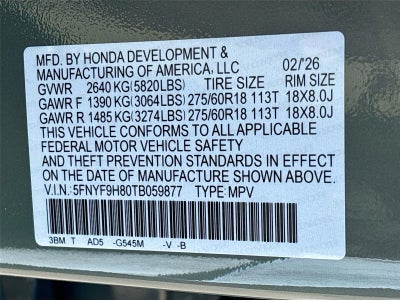 MFD. BY HONDA DEVELOPMENT &
MANUFACTURING OF AMERICA, LLC 02/'26
GVWR 2640 KG(5820LBS) TIRE SIZE RIM SIZE
GAWR F 1390 KG(3064LBS) 275/60R18 113T 18X8.0J
GAWR R 1485 KG(3274LBS) 275/60R18 113T 18X8.0J
THIS VEHICLE CONFORMS TO ALL APPLICABLE
FEDERAL MOTOR VEHICLE SAFETY
AND THEFT PREVENTION STANDARDS IN EFFECT
ON THE DATE OF MANUFACTURE SHOWN ABOVE.
V.I.N.: 5FNYF9H80TB059877 TYPE: MPV
3BM T AD5 -G545M -V -B